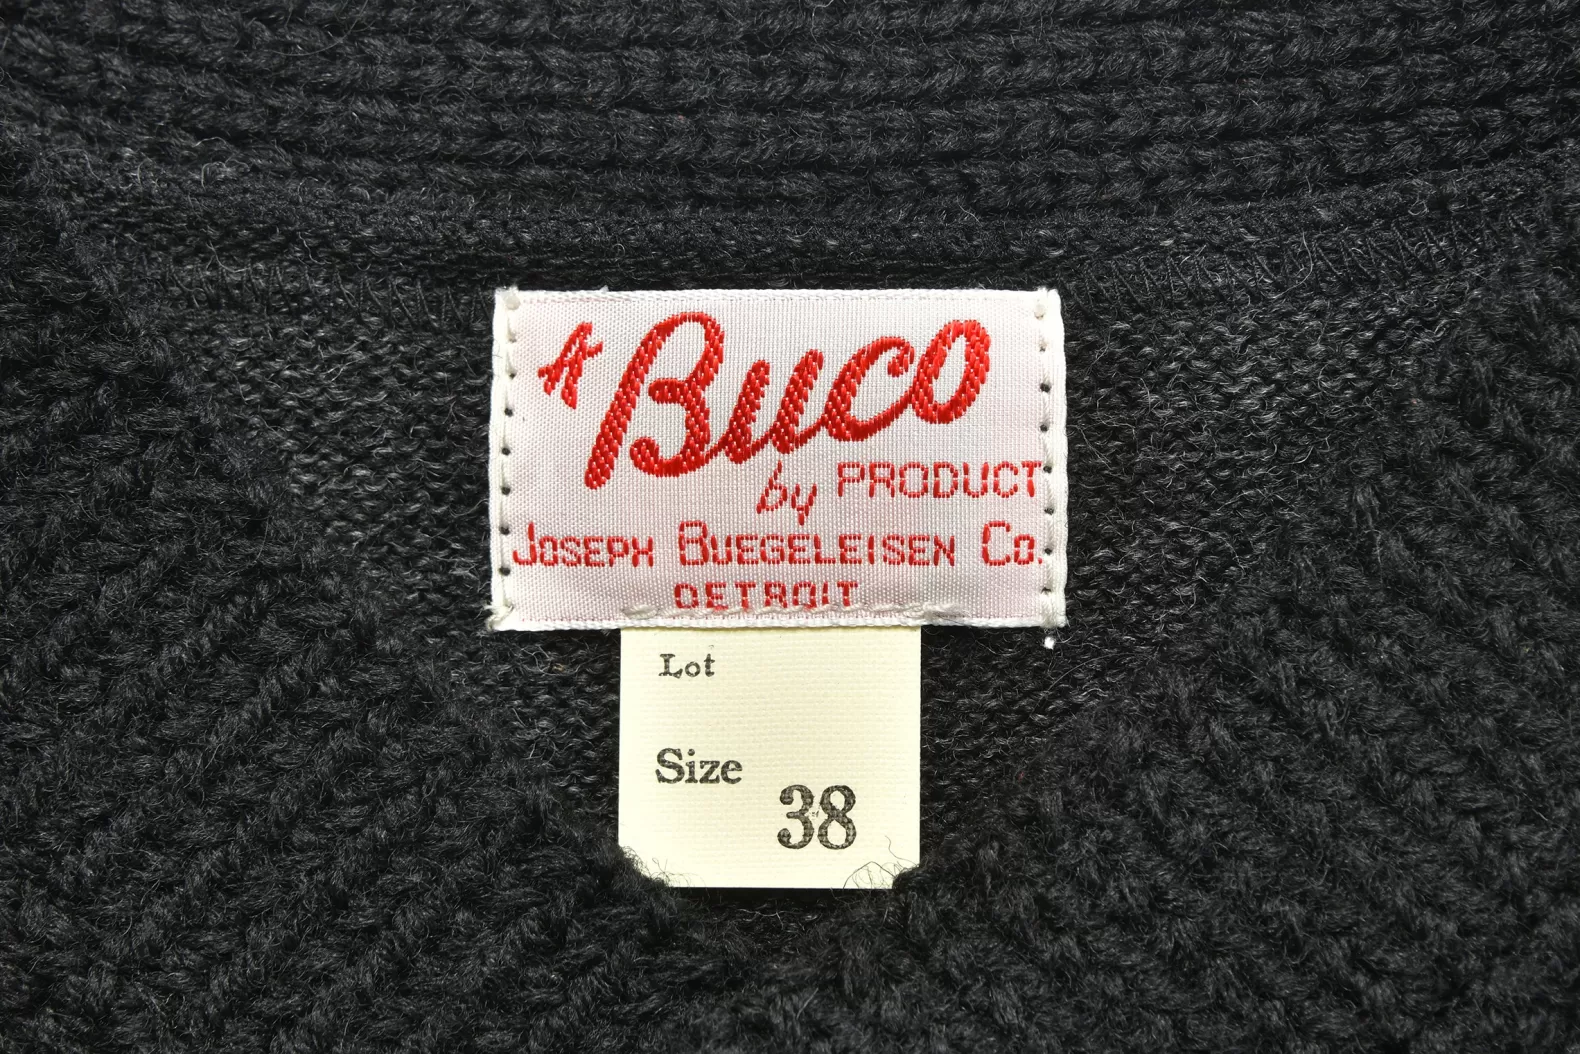 A Buco
by PRODUCT
JOSEPH BUEGELEISEN CO.
DETROIT
Lot
Size
38